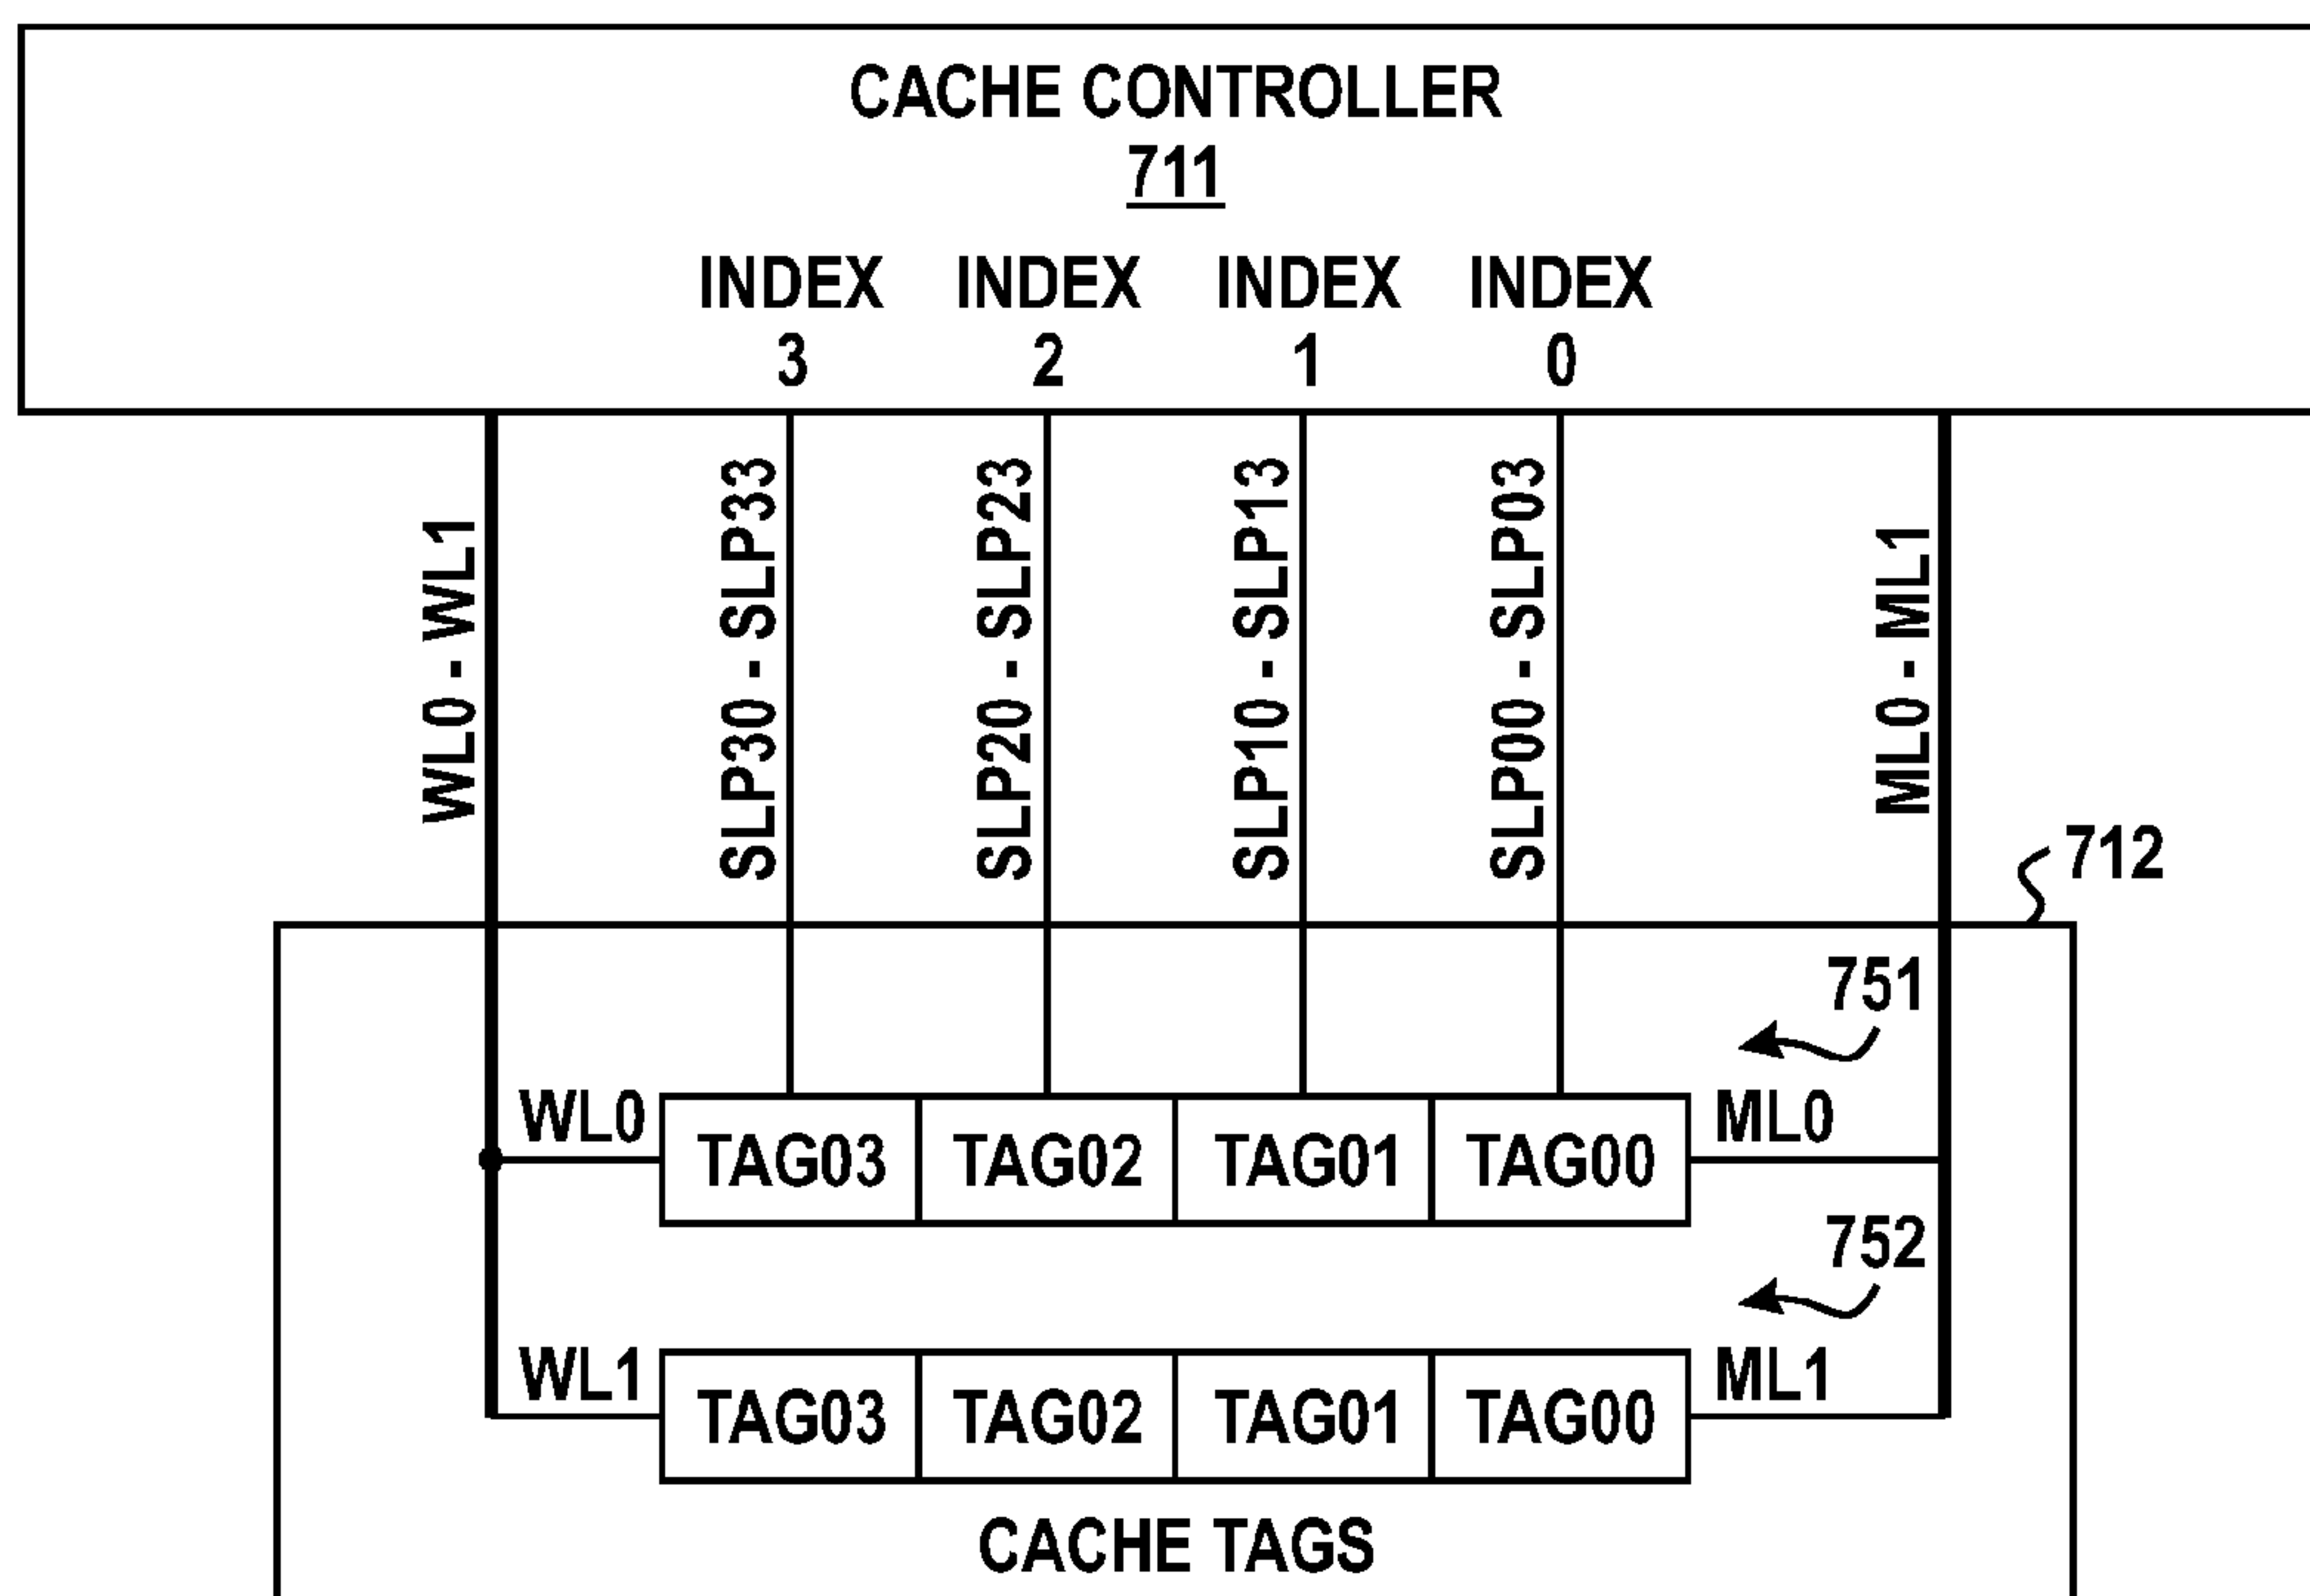 CACHE CONTROLLER
711
INDEX 3
INDEX 2
INDEX 1
INDEX 0
WL0 - WL1
SLP30 - SLP33
SLP20 - SLP23
SLP10 - SLP13
SLP00 - SLP03
ML0 - ML1
712
751
WL0
TAG03
TAG02
TAG01
TAG00
ML0
752
WL1
TAG03
TAG02
TAG01
TAG00
ML1
CACHE TAGS